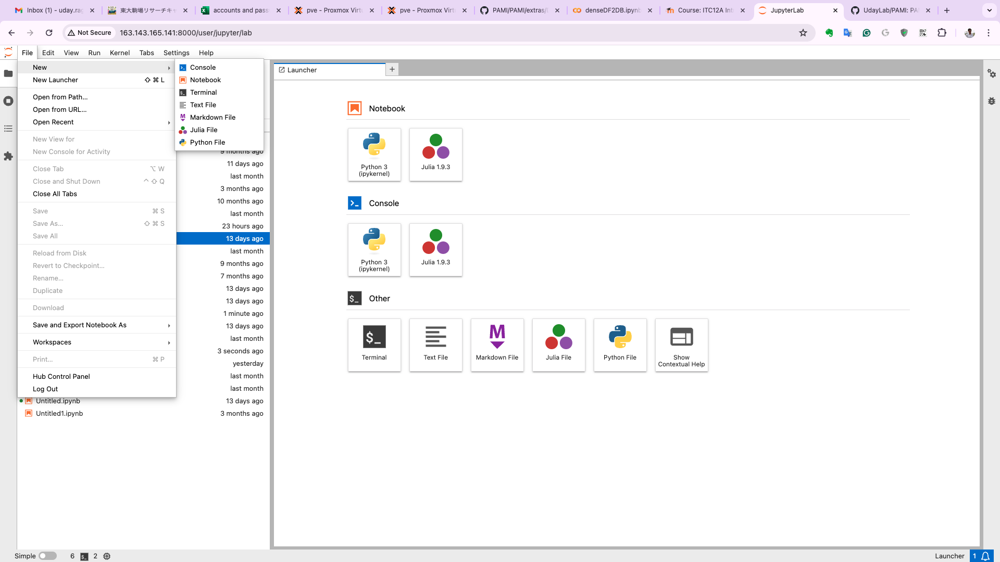 Inbox (1) - uday.rag
東大駒場リサーチキャ
accounts and pass
pve - Proxmox Virt
pve - Proxmox Virt
PAMI/PAMI/extras/
denseDF2DB.ipynb
Course: ITC12A Int
JupyterLab
UdayLab/PAMI: PA
Not Secure
163.143.165.141:8000/user/jupyter/lab
File Edit View Run Kernel Tabs Settings Help
New
New Launcher ⇧ ⌘ L
Open from Path...
Open from URL...
Open Recent
New View for
New Console for Activity
Close Tab ⌥ W
Close and Shut Down ^ ⇧ Q
Close All Tabs
Save ⌘ S
Save As... ⇧ ⌘ S
Save All
Reload from Disk
Revert to Checkpoint...
Rename...
Duplicate
Download
Save and Export Notebook As
Workspaces
Print... ⌘ P
Hub Control Panel
Log Out
Console
Notebook
Terminal
Text File
Markdown File
Julia File
Python File
9 months ago
11 days ago
last month
3 months ago
10 months ago
last month
23 hours ago
13 days ago
last month
9 months ago
7 months ago
13 days ago
13 days ago
1 minute ago
13 days ago
last month
3 seconds ago
yesterday
last month
last month
Untitled.ipynb 13 days ago
Untitled1.ipynb 3 months ago
Launcher
Notebook
Python 3
(ipykernel)
Julia 1.9.3
Console
Python 3
(ipykernel)
Julia 1.9.3
$_ Other
$_
Terminal
Text File
M
Markdown File
Julia File
Python File
Show
Contextual Help
Simple 6 $_ 2
Launcher 1